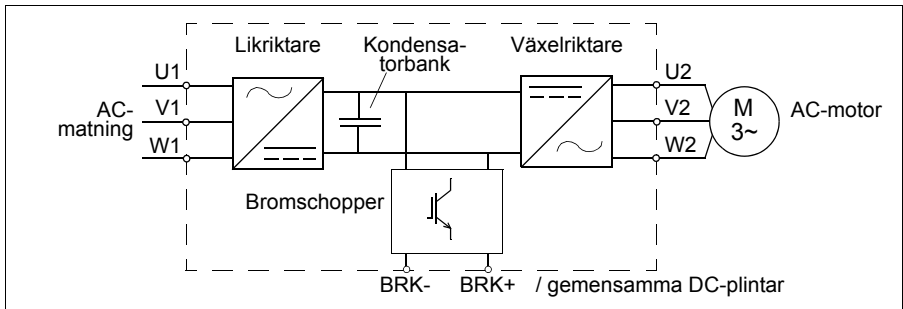 Likriktare
Kondensa-
torbank
Växelriktare
U1
V1
W1
AC-
matning
U2
V2
W2
M
3~
AC-motor
Bromschopper
BRK-
BRK+
/ gemensamma DC-plintar